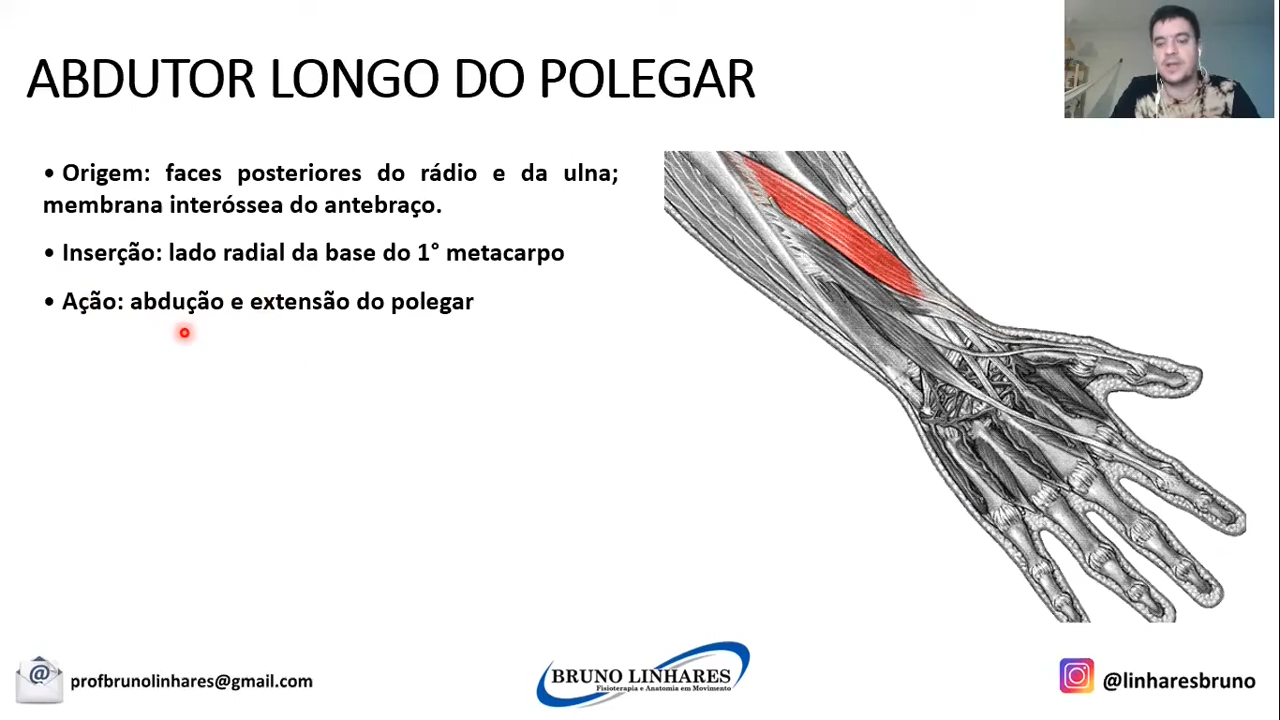 ABDUTOR LONGO DO POLEGAR
• Origem: faces posteriores do rádio e da ulna;
membrana interóssea do antebraço.
• Inserção: lado radial da base do 1° metacarpo
• Ação: abdução e extensão do polegar
@ profbrunolinhares@gmail.com
BRUNO LINHARES
Fisioterapia e Anatomia em Movimento
@linharesbruno